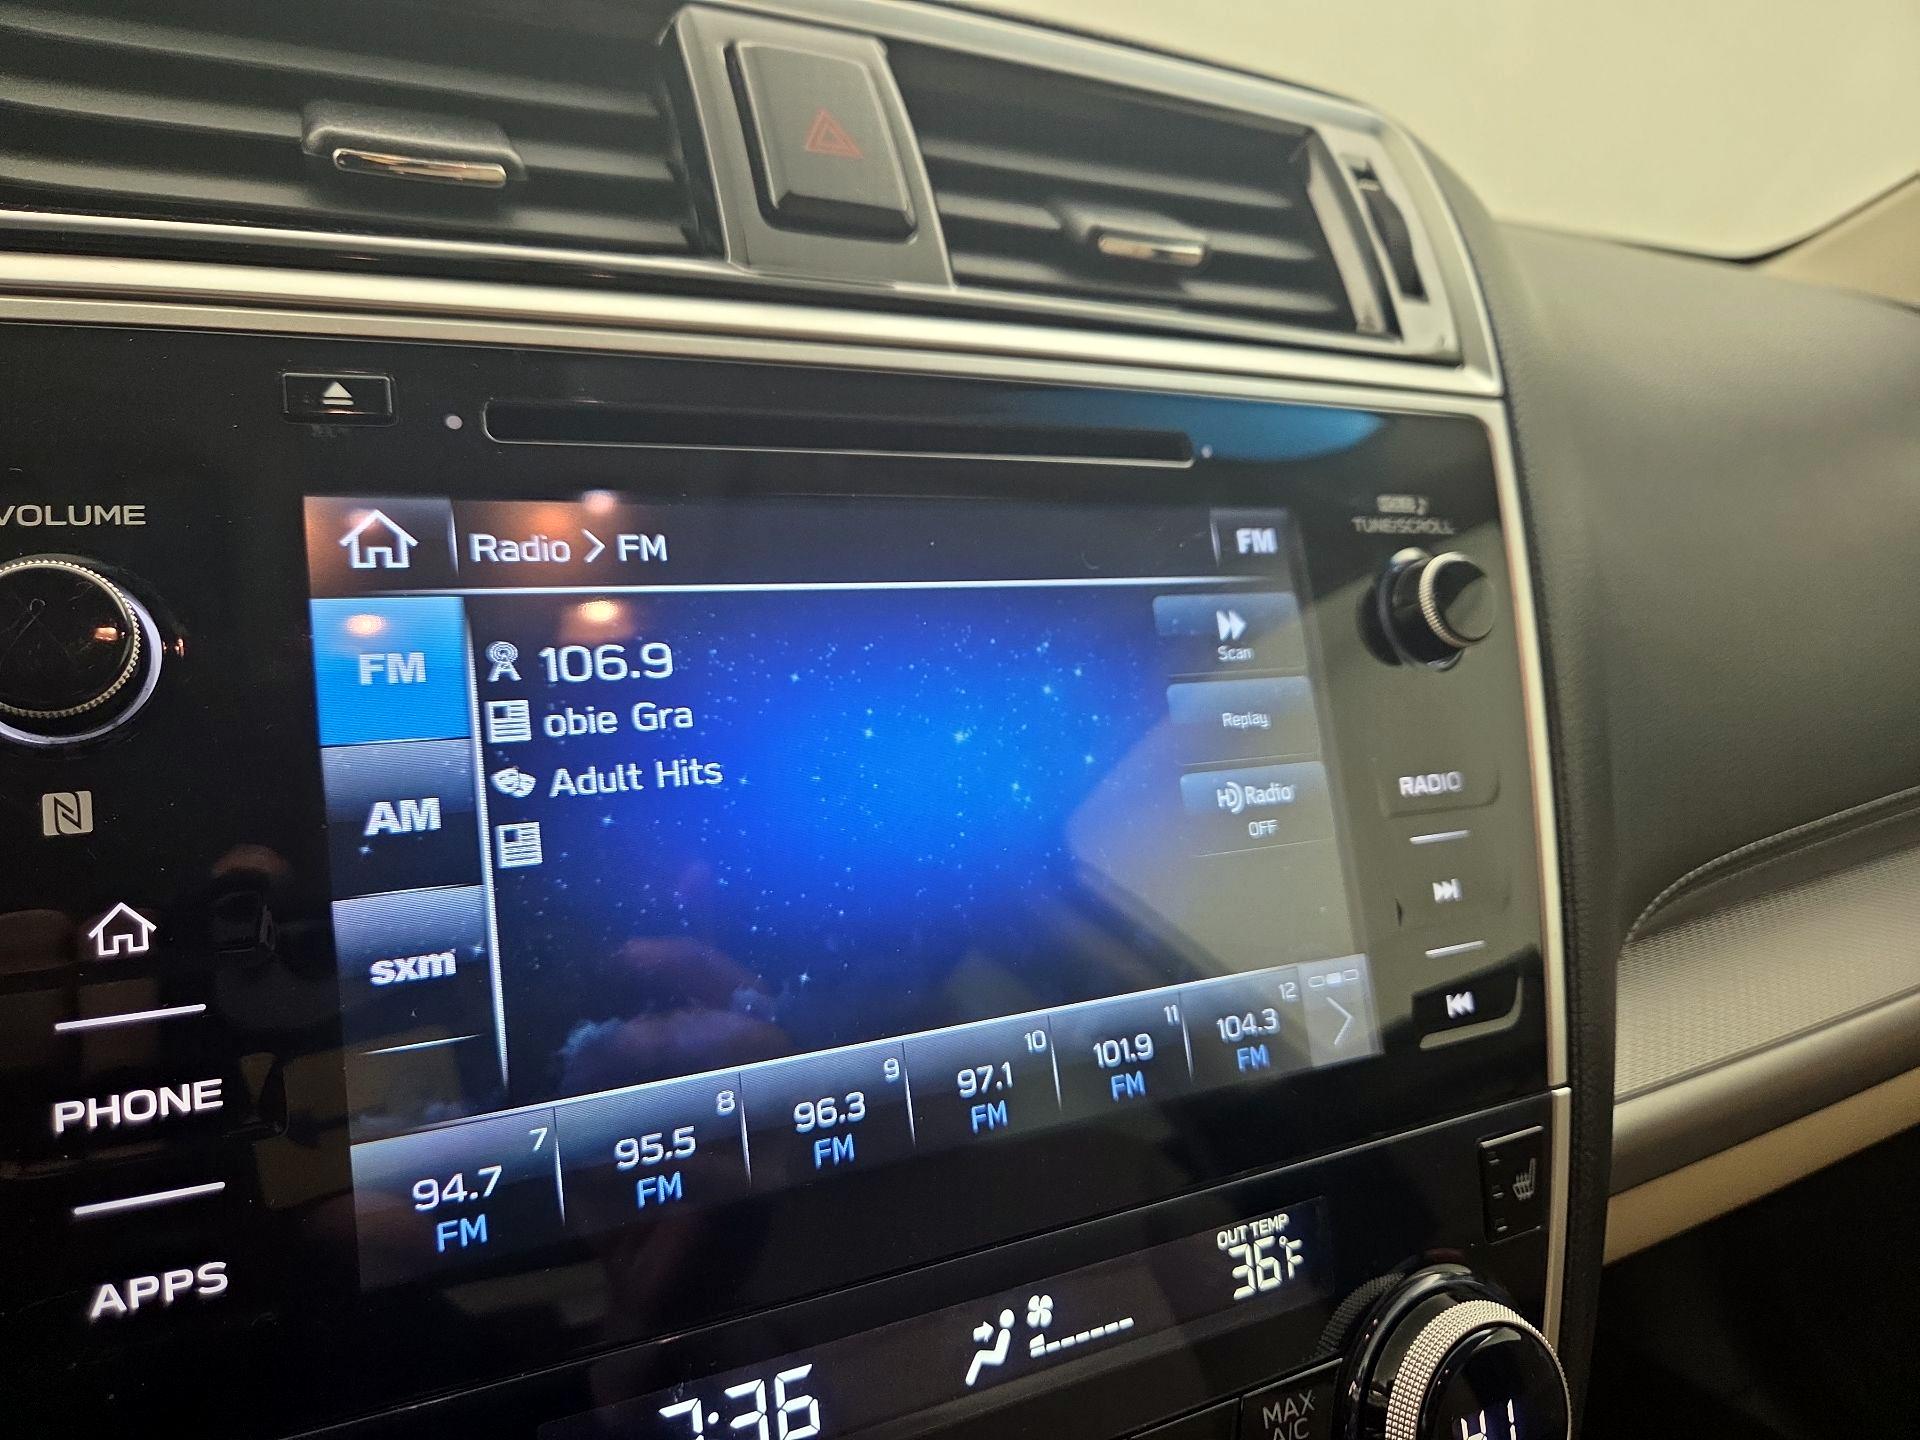 VOLUME
TUNE/SCROLL
Radio > FM
FM
FM
106.9
obie Gra
Adult Hits
AM
sxm
Scan
Replay
HD Radio
OFF
RADIO
PHONE
APPS
7
94.7
FM
8
95.5
FM
9
96.3
FM
10
97.1
FM
11
101.9
FM
12
104.3
FM
OUT TEMP
36°F
7:36
MAX
A/C